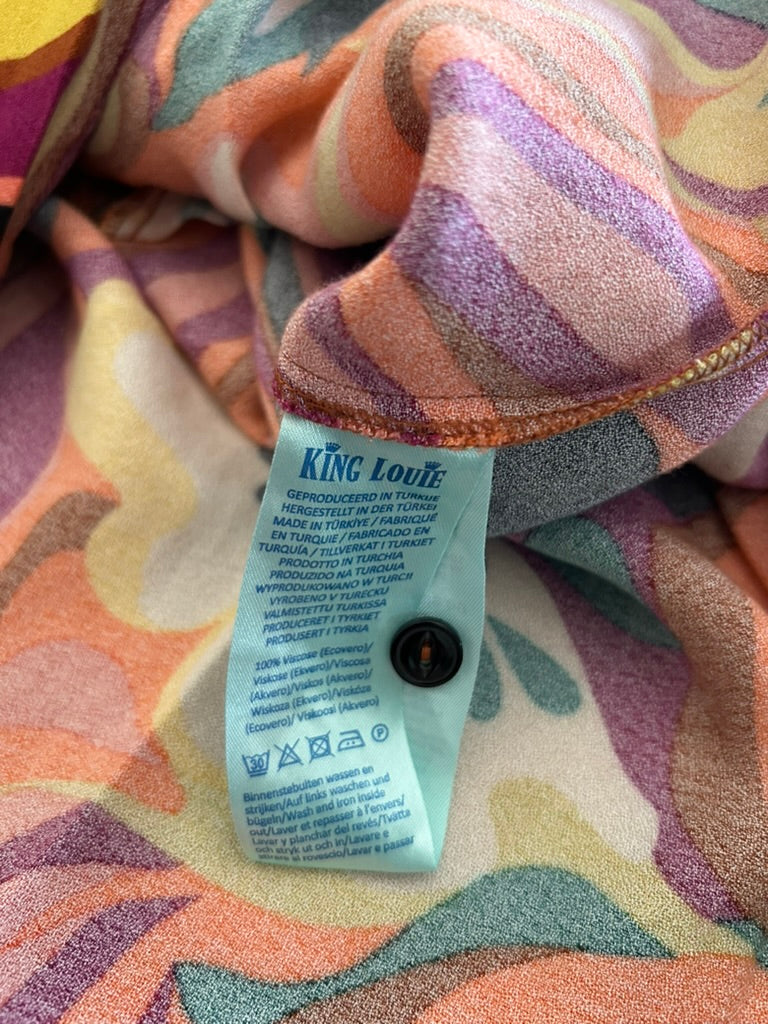 KING LOUIE
GEPRODUCEERD IN TURKIJE
HERGESTELLT IN DER TÜRKEI
MADE IN TÜRKIYE / FABRIQUÉ
EN TURQUIE / FABRICADO EN
TURQUÍA / TILLVERKAT I TURKIET
PRODOTTO IN TURCHIA
PRODUZIDO NA TURQUIA
WYPRODUKOWANO W TURCJI
VYROBENO V TURECKU
VALMISTETTU TURKISSA
PRODUCERET I TYRKIET
PRODUSERT I TYRKIA
100% Viscose (Ecovero)/
Viskose (Ekvero)/Viscosa
(Akvero)/Viskos (Akvero)/
Wiskoza (Ekvero)/Viskóza
(Ecovero)/Viskoosi (Akvero)
30 P
Binnenstebuiten wassen en
strijken/Auf links waschen und
bügeln/Wash and iron inside
out/Laver et repasser à l'envers/
Lavar y planchar del revés/Tvätta
och stryk ut och in/Lavare e
stirare al rovescio/Lavar e passar